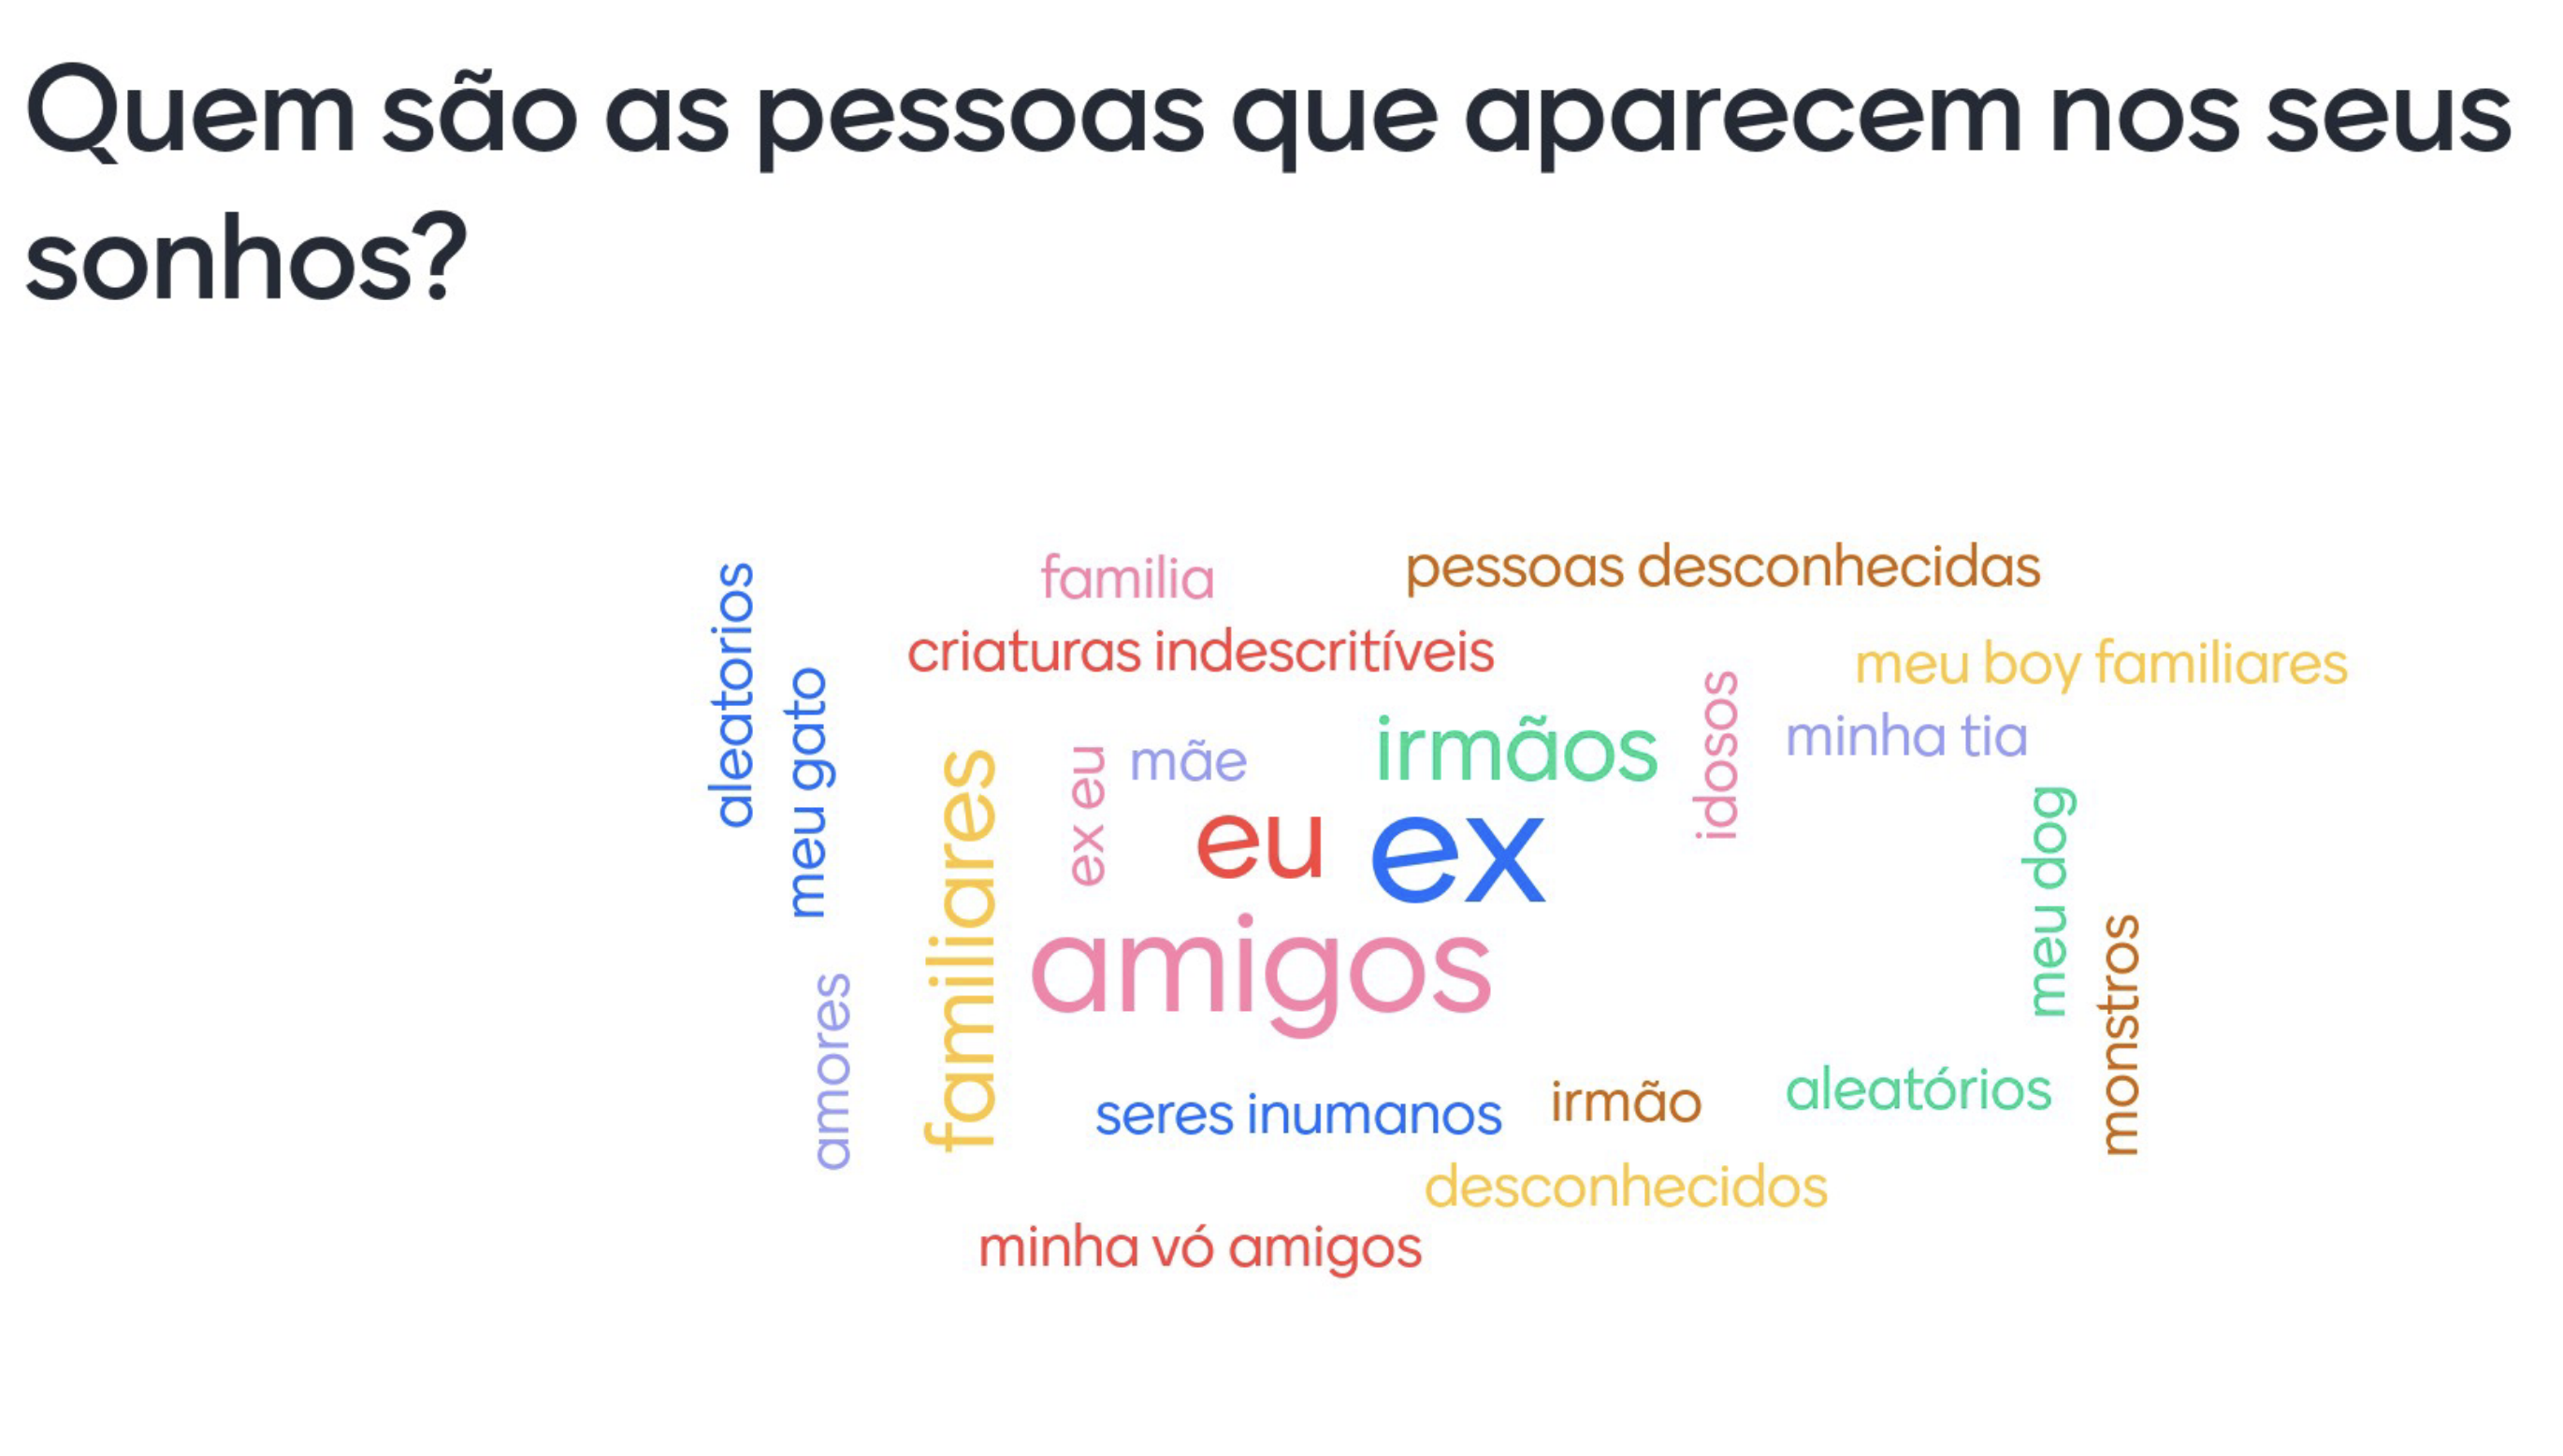 Quem são as pessoas que aparecem nos seus
sonhos?
familia
pessoas desconhecidas
aleatorios
criaturas indescritíveis
meu boy familiares
meu gato
idosos
minha tia
irmãos
mãe
ex eu
familiares
eu
ex
meu dog
amigos
monstros
amores
seres inumanos
irmão
aleatórios
desconhecidos
minha vó amigos